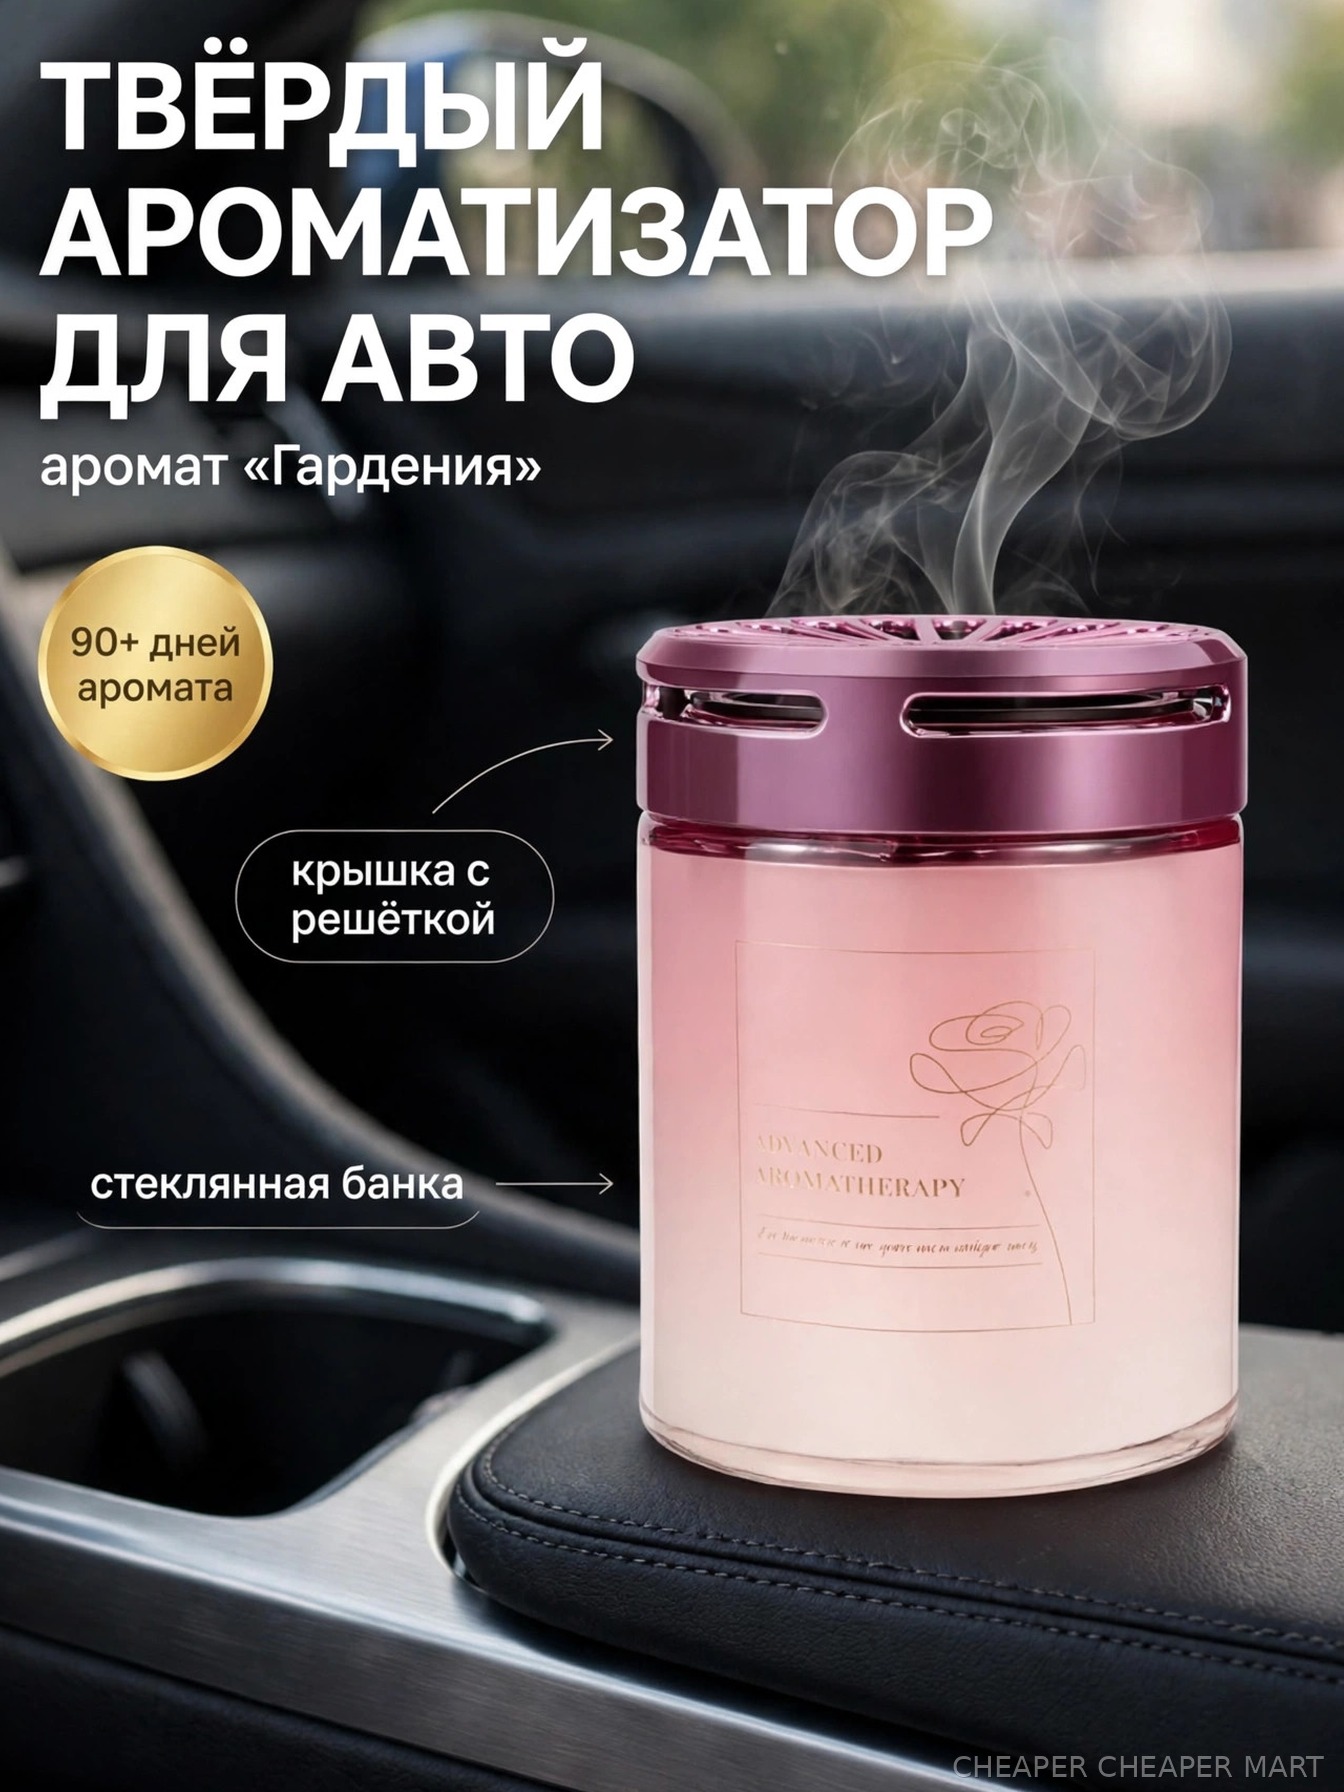 ТВЁРДЫЙ
АРОМАТИЗАТОР
ДЛЯ АВТО
аромат «Гардения»
90+ дней
аромата
крышка с
решёткой
ADVANCED
AROMATHERAPY
стеклянная банка
CHEAPER CHEAPER MART